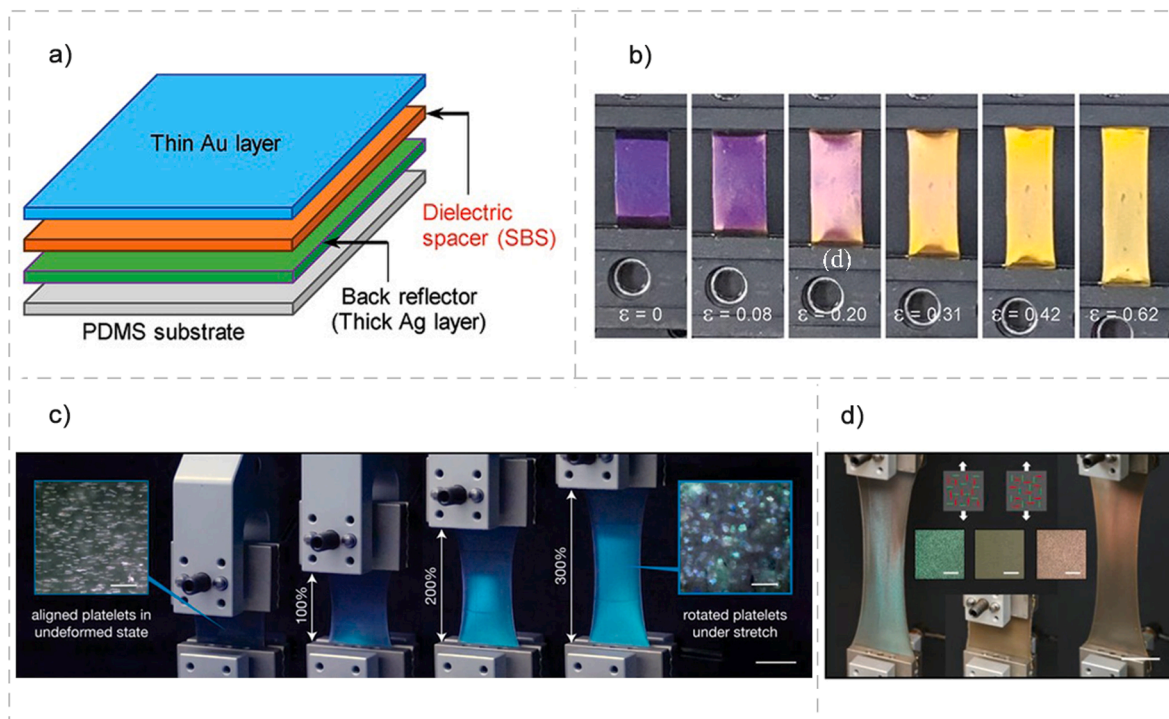 a)
Thin Au layer
Dielectric
spacer (SBS)
Back reflector
(Thick Ag layer)
PDMS substrate
b)
(d)
ε = 0
ε = 0.08
ε = 0.20
ε = 0.31
ε = 0.42
ε = 0.62
c)
aligned platelets in
undeformed state
100%
200%
300%
rotated platelets
under stretch
d)